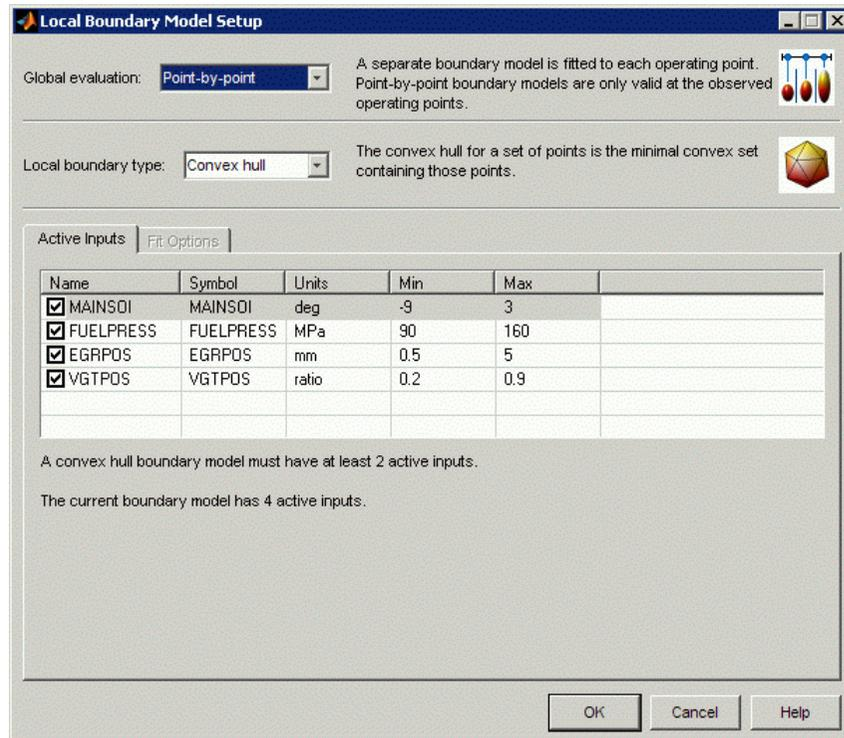 Local Boundary Model Setup
Global evaluation: Point-by-point
A separate boundary model is fitted to each operating point.
Point-by-point boundary models are only valid at the observed
operating points.
Local boundary type: Convex hull
The convex hull for a set of points is the minimal convex set
containing those points.
Active Inputs Fit Options
Name Symbol Units Min Max
MAINSOI MAINSOI deg -9 3
FUELPRESS FUELPRESS MPa 90 160
EGRPOS EGRPOS mm 0.5 5
VGTPOS VGTPOS ratio 0.2 0.9
A convex hull boundary model must have at least 2 active inputs.
The current boundary model has 4 active inputs.
OK Cancel Help